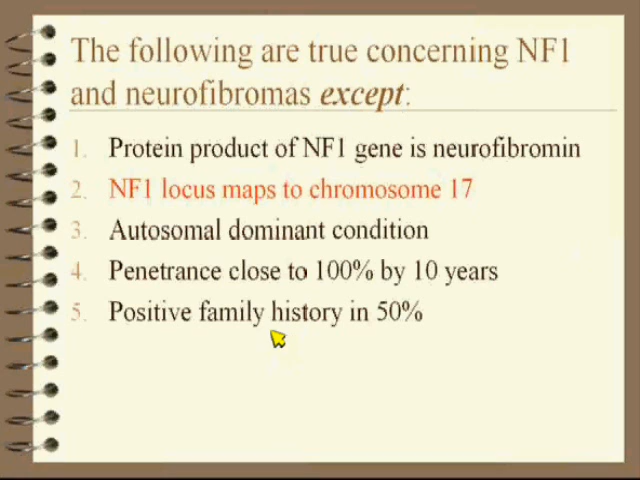 The following are true concerning NF1
and neurofibromas except:
1. Protein product of NF1 gene is neurofibromin
2. NF1 locus maps to chromosome 17
3. Autosomal dominant condition
4. Penetrance close to 100% by 10 years
5. Positive family history in 50%